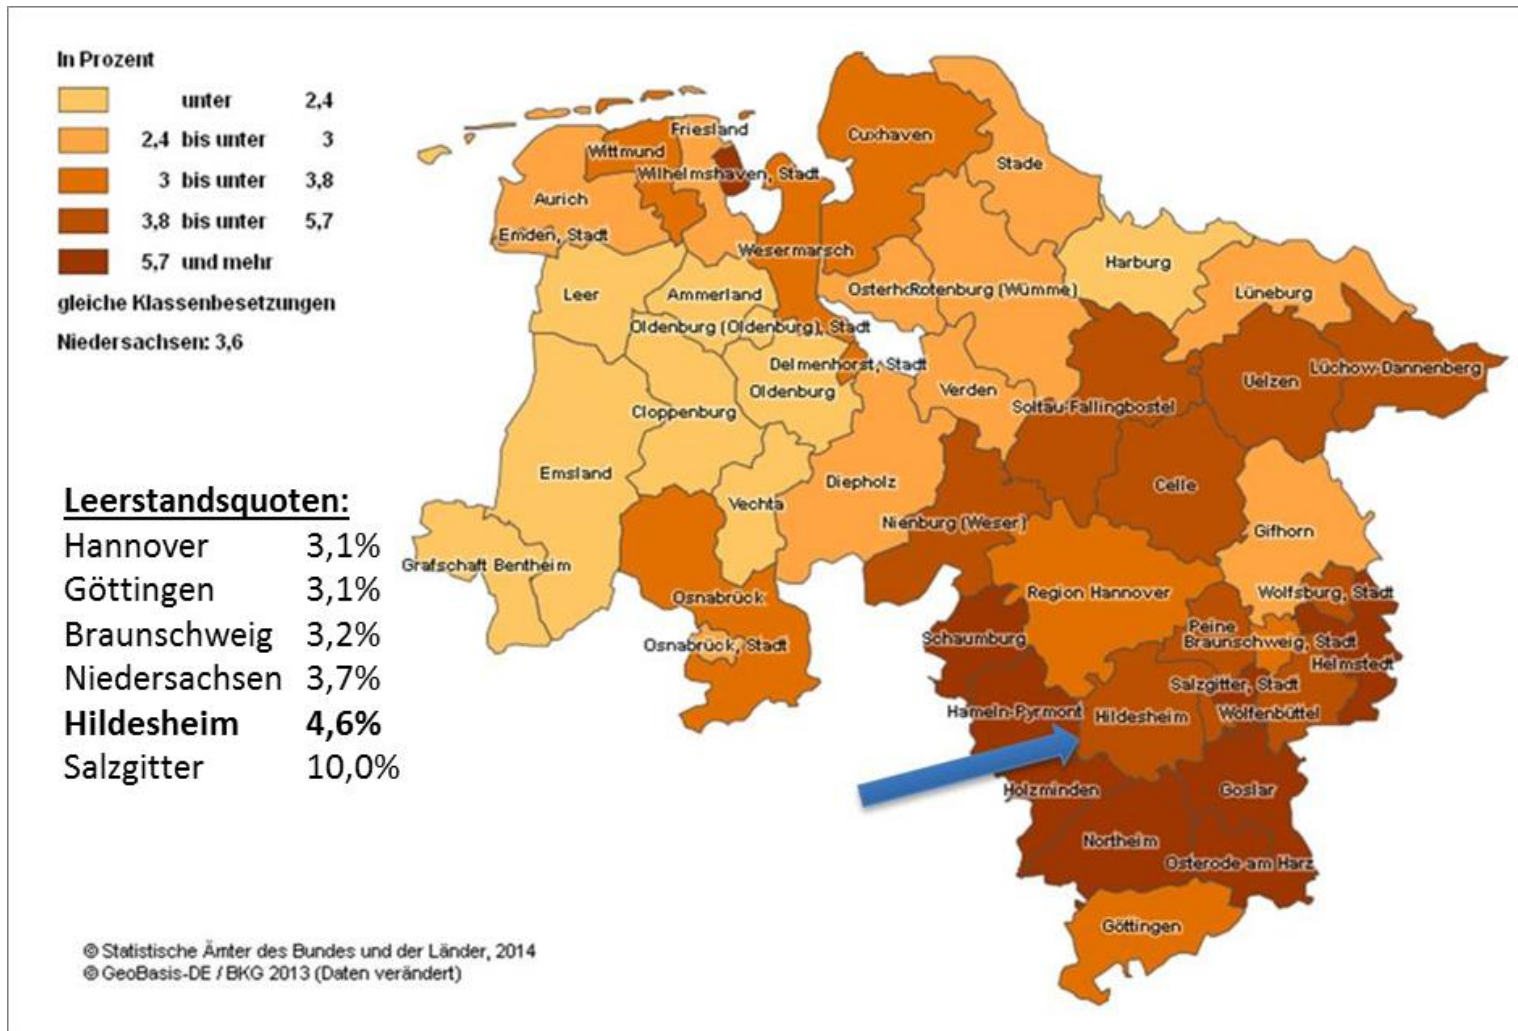 In Prozent
unter 2,4
2,4 bis unter 3
3 bis unter 3,8
3,8 bis unter 5,7
5,7 und mehr
gleiche Klassenbesetzungen
Niedersachsen: 3,6
Leerstandsquoten:
Hannover 3,1%
Göttingen 3,1%
Braunschweig 3,2%
Niedersachsen 3,7%
Hildesheim 4,6%
Salzgitter 10,0%
Friesland
Cuxhaven
Wittmund
Stade
Wilhelmshaven, Stadt
Aurich
Emden, Stadt
Wesermarsch
Harburg
Leer
Ammerland
Osterho
Rotenburg (Wümme)
Lüneburg
Oldenburg (Oldenburg), Stadt
Delmenhorst, Stadt
Oldenburg
Verden
Uelzen
Lüchow-Dannenberg
Cloppenburg
Soltau-Fallingbostel
Emsland
Diepholz
Celle
Vechta
Nienburg (Weser)
Gifhorn
Grafschaft Bentheim
Osnabrück
Region Hannover
Wolfsburg, Stadt
Schaumburg
Peine
Braunschweig, Stadt
Osnabrück, Stadt
Helmstedt
Salzgitter, Stadt
Hameln-Pyrmont
Hildesheim
Wolfenbüttel
Holzminden
Goslar
Northeim
Osterode am Harz
Göttingen
© Statistische Ämter des Bundes und der Länder, 2014
© GeoBasis-DE / BKG 2013 (Daten verändert)